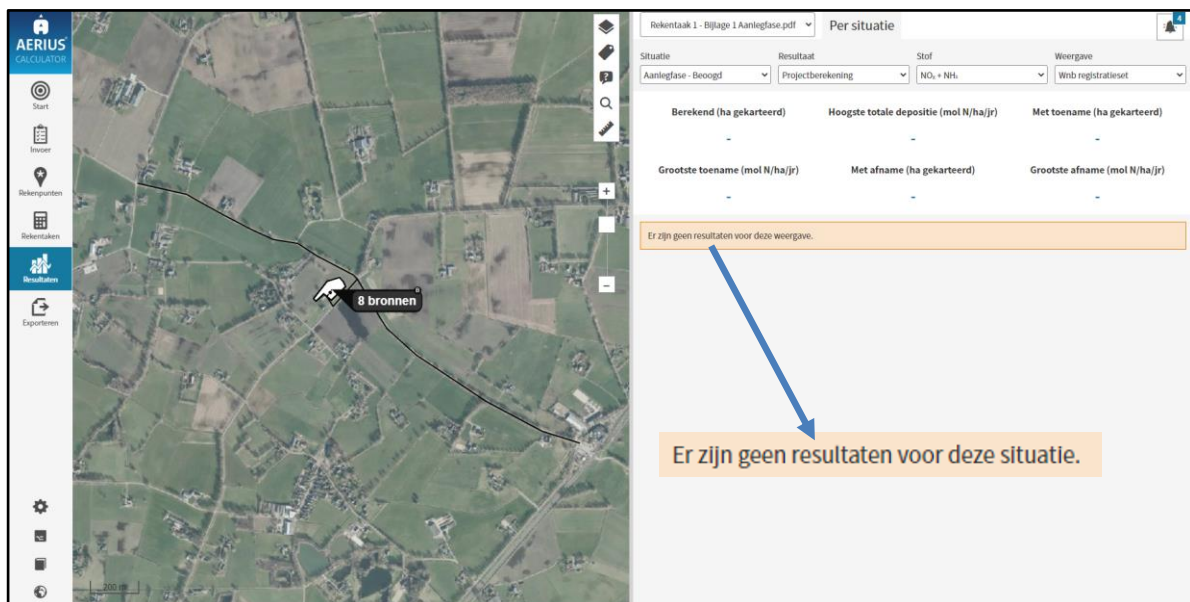 AERIUS
CALCULATOR
Start
Invoer
Rekenpunten
Rekentaken
Resultaten
Exporteren
8 bronnen
200 m
Rekentaak 1 - Bijlage 1 Aanlegfase.pdf
Per situatie
4
Situatie
Resultaat
Stof
Weergave
Aanlegfase - Beoogd
Projectberekening
NOₓ + NH₃
Wnb registratieset
Berekend (ha gekarteerd)
Hoogste totale depositie (mol N/ha/jr)
Met toename (ha gekarteerd)
-
-
-
Grootste toename (mol N/ha/jr)
Met afname (ha gekarteerd)
Grootste afname (mol N/ha/jr)
-
-
-
Er zijn geen resultaten voor deze weergave.
Er zijn geen resultaten voor deze situatie.